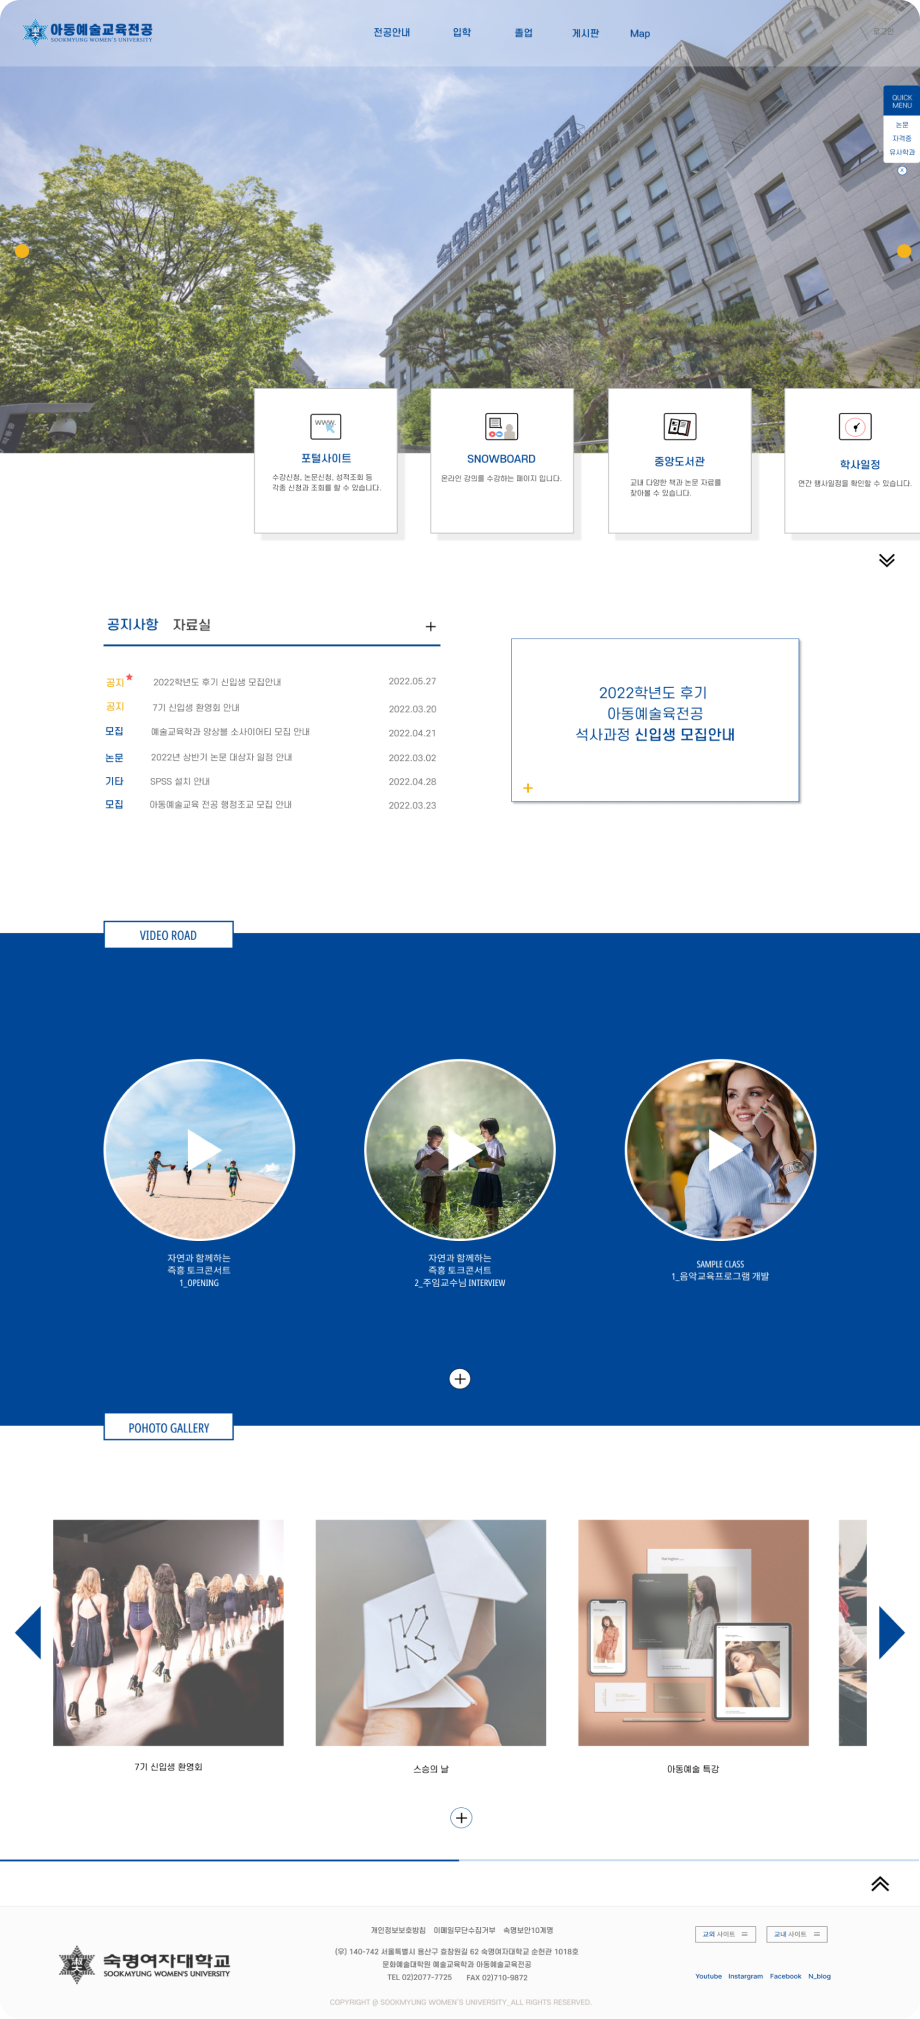 아동예술교육전공
SOOKMYUNG WOMEN'S UNIVERSITY
전공안내 입학 졸업 게시판 Map
로그인
QUICK
MENU
논문
자격증
유사학과
숙명여자대학교
포털사이트
수강신청, 논문신청, 성적조회 등
각종 신청과 조회를 할 수 있습니다.
SNOWBOARD
온라인 강의를 수강하는 페이지 입니다.
중앙도서관
교내 다양한 책과 논문 자료를
찾아볼 수 있습니다.
학사일정
연간 행사일정을 확인할 수 있습니다.
공지사항 자료실 +
공지* 2022학년도 후기 신입생 모집안내 2022.05.27
공지 7기 신입생 환영회 안내 2022.03.20
모집 예술교육학과 앙상블 소사이어티 모집 안내 2022.04.21
논문 2022년 상반기 논문 대상자 일정 안내 2022.03.02
기타 SPSS 설치 안내 2022.04.28
모집 아동예술교육 전공 행정조교 모집 안내 2022.03.23
2022학년도 후기
아동예술육전공
석사과정 신입생 모집안내
+
VIDEO ROAD
자연과 함께하는
즉흥 토크콘서트
1_OPENING
자연과 함께하는
즉흥 토크콘서트
2_주임교수님 INTERVIEW
SAMPLE CLASS
1_음악교육프로그램 개발
POHOTO GALLERY
K
7기 신입생 환영회
스승의 날
아동예술 특강
개인정보보호방침 이메일무단수집거부 숙명보안10계명
(우) 140-742 서울특별시 용산구 효창원길 62 숙명여자대학교 순헌관 1018호
문화예술대학원 예술교육학과 아동예술교육전공
TEL 02)2077-7725 FAX 02)710-9872
COPYRIGHT @ SOOKMYUNG WOMEN'S UNIVERSITY_ALL RIGHTS RESERVED.
숙명여자대학교
SOOKMYUNG WOMEN'S UNIVERSITY
교외 사이트 교내 사이트
Youtube Instargram Facebook N_blog